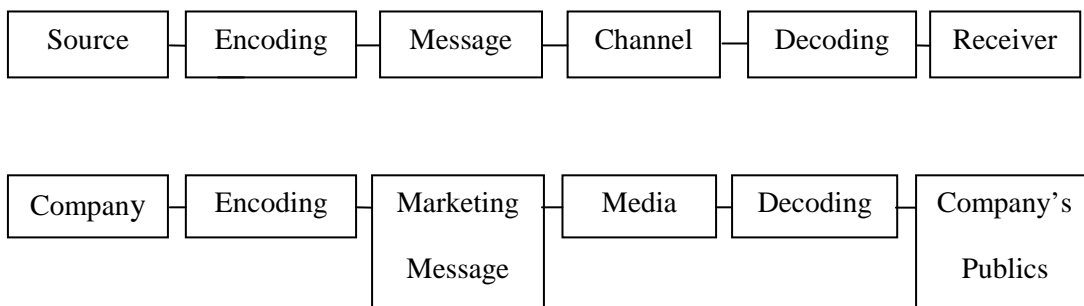 Source Encoding Message Channel Decoding Receiver
Company Encoding Marketing Media Decoding Company’s
Message Publics